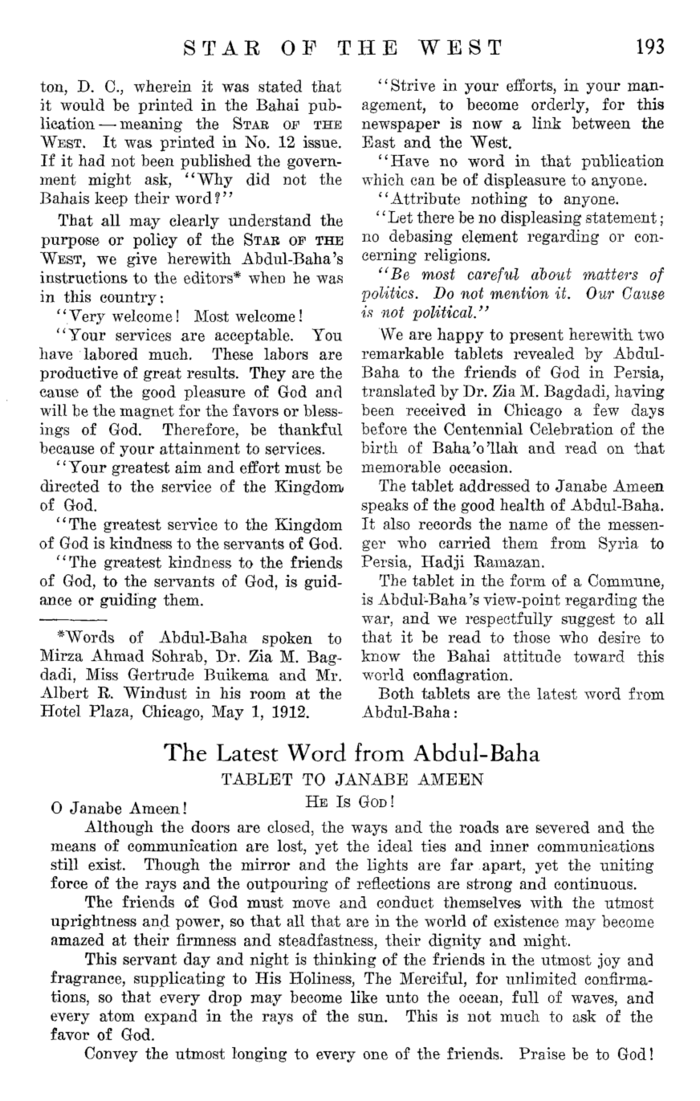 STAR OF THE WEST 193
ton, D. C., wherein it was stated that
it would be printed in the Bahai pub-
lication — meaning the STAR OF THE
WEST. It was printed in No. 12 issue.
If it had not been published the govern-
ment might ask, ‘‘Why did not the
Bahais keep their word?’’
That all may clearly understand the
purpose or policy of the STAR OF THE
WEST, we give herewith Abdul-Baha's
instructions to the editors* when he was
in this country:
‘‘Very welcome! Most welcome!
‘‘Your services are acceptable. You
have labored much. These labors are
productive of great results. They are the
cause of the good pleasure of God and
will be the magnet for the favors or bless-
ings of God. Therefore, be thankful
because of your attainment to services.
‘‘Your greatest aim and effort must be
directed to the service of the Kingdom
of God.
‘‘The greatest service to the Kingdom
of God is kindness to the servants of God.
‘‘The greatest kindness to the friends
of God, to the servants of God, is guid-
ance or guiding them.
*Words of Abdul-Baha spoken to
Mirza Ahmad Sohrab, Dr. Zia M. Bag-
dadi, Miss Gertrude Buikema and Mr.
Albert R. Windust in his room at the
Hotel Plaza, Chicago, May 1, 1912.
‘‘Strive in your efforts, in your man-
agement, to become orderly, for this
newspaper is now a link between the
East and the West.
‘‘Have no word in that publication
which can be of displeasure to anyone.
‘‘Attribute nothing to anyone.
‘‘Let there be no displeasing statement;
no debasing element regarding or con-
cerning religions.
‘‘Be most careful about matters of
politics. Do not mention it. Our Cause
is not political.’’
We are happy to present herewith two
remarkable tablets revealed by Abdul-
Baha to the friends of God in Persia,
translated by Dr. Zia M. Bagdadi, having
been received in Chicago a few days
before the Centennial Celebration of the
birth of Baha'o'llah and read on that
memorable occasion.
The tablet addressed to Janabe Ameen
speaks of the good health of Abdul-Baha.
It also records the name of the messen-
ger who carried them from Syria to
Persia, Hadji Ramazan.
The tablet in the form of a Commune,
is Abdul-Baha's view-point regarding the
war, and we respectfully suggest to all
that it be read to those who desire to
know the Bahai attitude toward this
world conflagration.
Both tablets are the latest word from
Abdul-Baha:
The Latest Word from Abdul-Baha
TABLET TO JANABE AMEEN
HE IS GOD!
O Janabe Ameen!
Although the doors are closed, the ways and the roads are severed and the
means of communication are lost, yet the ideal ties and inner communications
still exist. Though the mirror and the lights are far apart, yet the uniting
force of the rays and the outpouring of reflections are strong and continuous.
The friends of God must move and conduct themselves with the utmost
uprightness and power, so that all that are in the world of existence may become
amazed at their firmness and steadfastness, their dignity and might.
This servant day and night is thinking of the friends in the utmost joy and
fragrance, supplicating to His Holiness, The Merciful, for unlimited confirma-
tions, so that every drop may become like unto the ocean, full of waves, and
every atom expand in the rays of the sun. This is not much to ask of the
favor of God.
Convey the utmost longing to every one of the friends. Praise be to God!